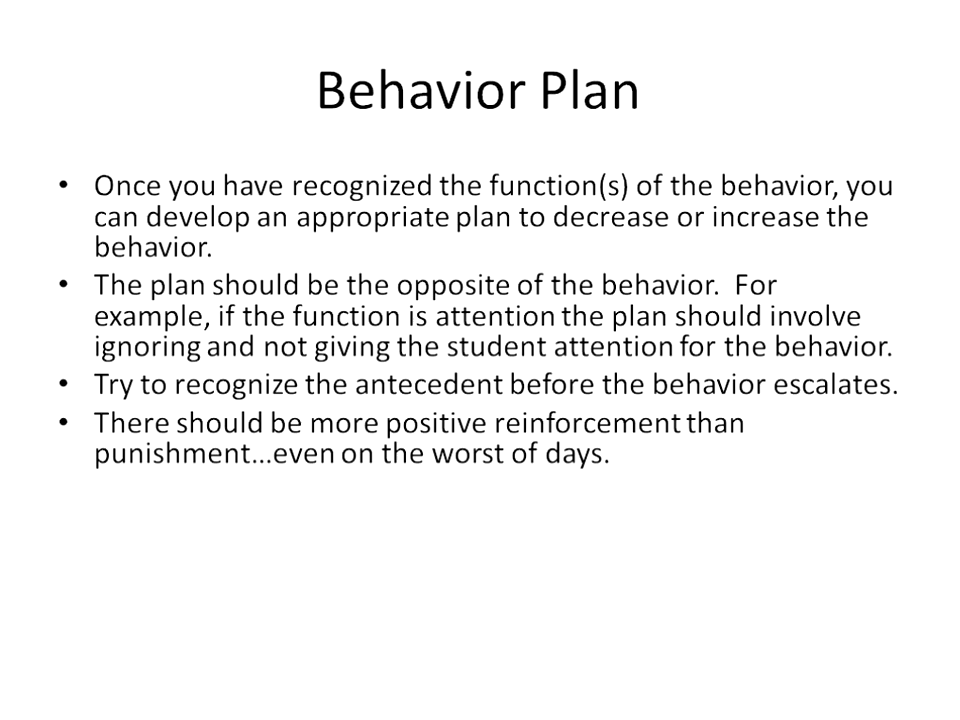 Behavior Plan
• Once you have recognized the function(s) of the behavior, you
can develop an appropriate plan to decrease or increase the
behavior.
• The plan should be the opposite of the behavior.  For
example, if the function is attention the plan should involve
ignoring and not giving the student attention for the behavior.
• Try to recognize the antecedent before the behavior escalates.
• There should be more positive reinforcement than
punishment...even on the worst of days.